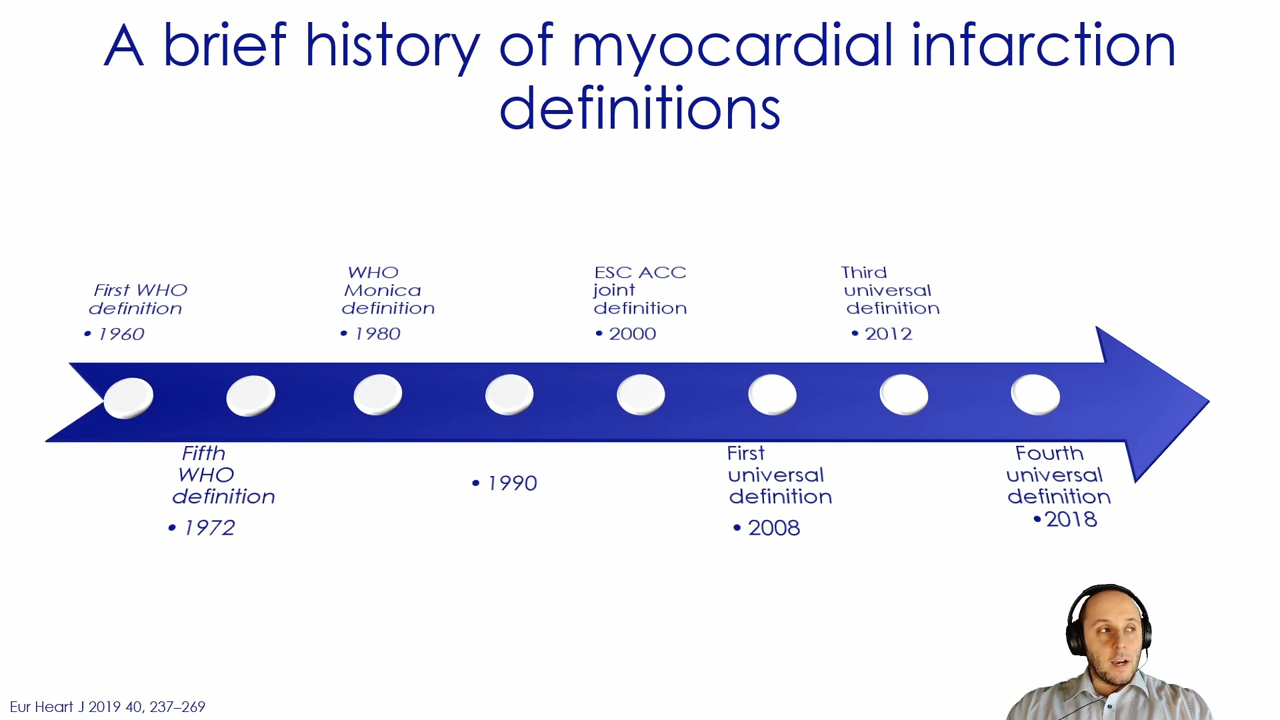 A brief history of myocardial infarction
definitions
First WHO
definition
• 1960
Fifth
WHO
definition
• 1972
WHO
Monica
definition
• 1980
• 1990
ESC ACC
joint
definition
• 2000
First
universal
definition
• 2008
Third
universal
definition
• 2012
Fourth
universal
definition
•2018
Eur Heart J 2019 40, 237–269